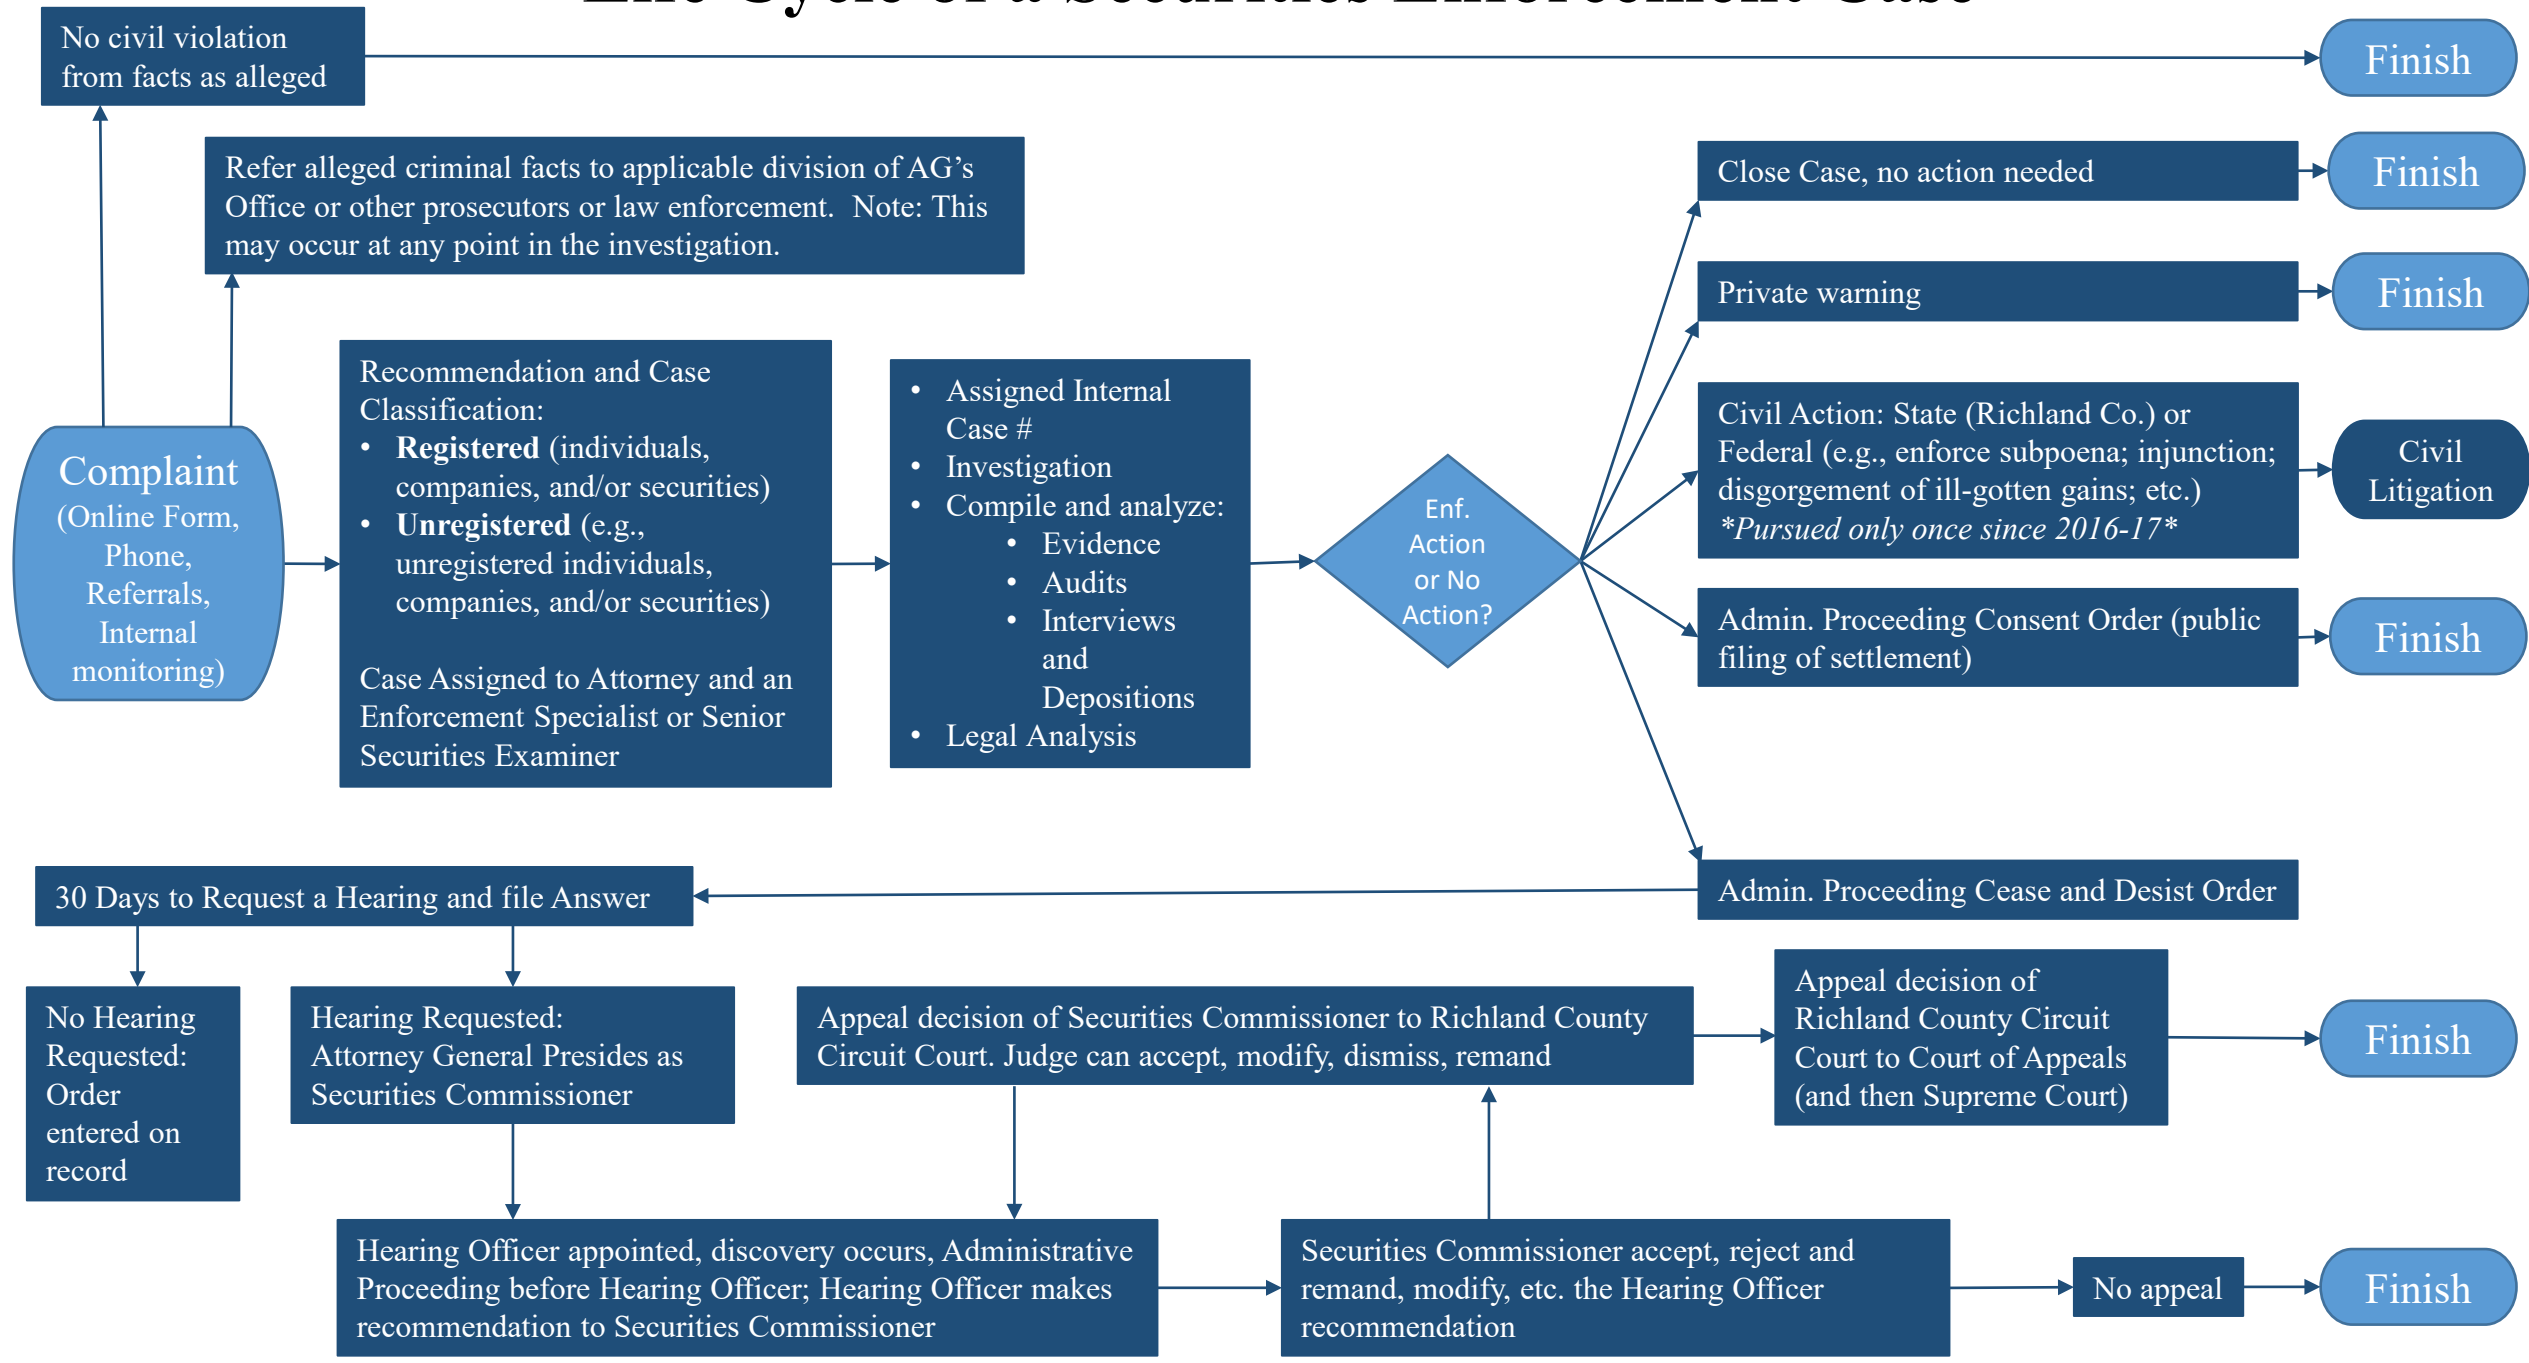 Life Cycle of a Securities Enforcement Case
No civil violation
from facts as alleged
Finish
Refer alleged criminal facts to applicable division of AG’s
Office or other prosecutors or law enforcement.  Note: This
may occur at any point in the investigation.
Close Case, no action needed
Finish
Private warning
Finish
Complaint
(Online Form,
Phone,
Referrals,
Internal
monitoring)
Recommendation and Case
Classification:
• Registered (individuals,
companies, and/or securities)
• Unregistered (e.g.,
unregistered individuals,
companies, and/or securities)
Case Assigned to Attorney and an
Enforcement Specialist or Senior
Securities Examiner
• Assigned Internal
Case #
• Investigation
• Compile and analyze:
• Evidence
• Audits
• Interviews
and
Depositions
• Legal Analysis
Enf.
Action
or No
Action?
Civil Action: State (Richland Co.) or
Federal (e.g., enforce subpoena; injunction;
disgorgement of ill-gotten gains; etc.)
*Pursued only once since 2016-17*
Civil
Litigation
Admin. Proceeding Consent Order (public
filing of settlement)
Finish
Admin. Proceeding Cease and Desist Order
30 Days to Request a Hearing and file Answer
No Hearing
Requested:
Order
entered on
record
Hearing Requested:
Attorney General Presides as
Securities Commissioner
Appeal decision of Securities Commissioner to Richland County
Circuit Court. Judge can accept, modify, dismiss, remand
Appeal decision of
Richland County Circuit
Court to Court of Appeals
(and then Supreme Court)
Finish
Hearing Officer appointed, discovery occurs, Administrative
Proceeding before Hearing Officer; Hearing Officer makes
recommendation to Securities Commissioner
Securities Commissioner accept, reject and
remand, modify, etc. the Hearing Officer
recommendation
No appeal
Finish